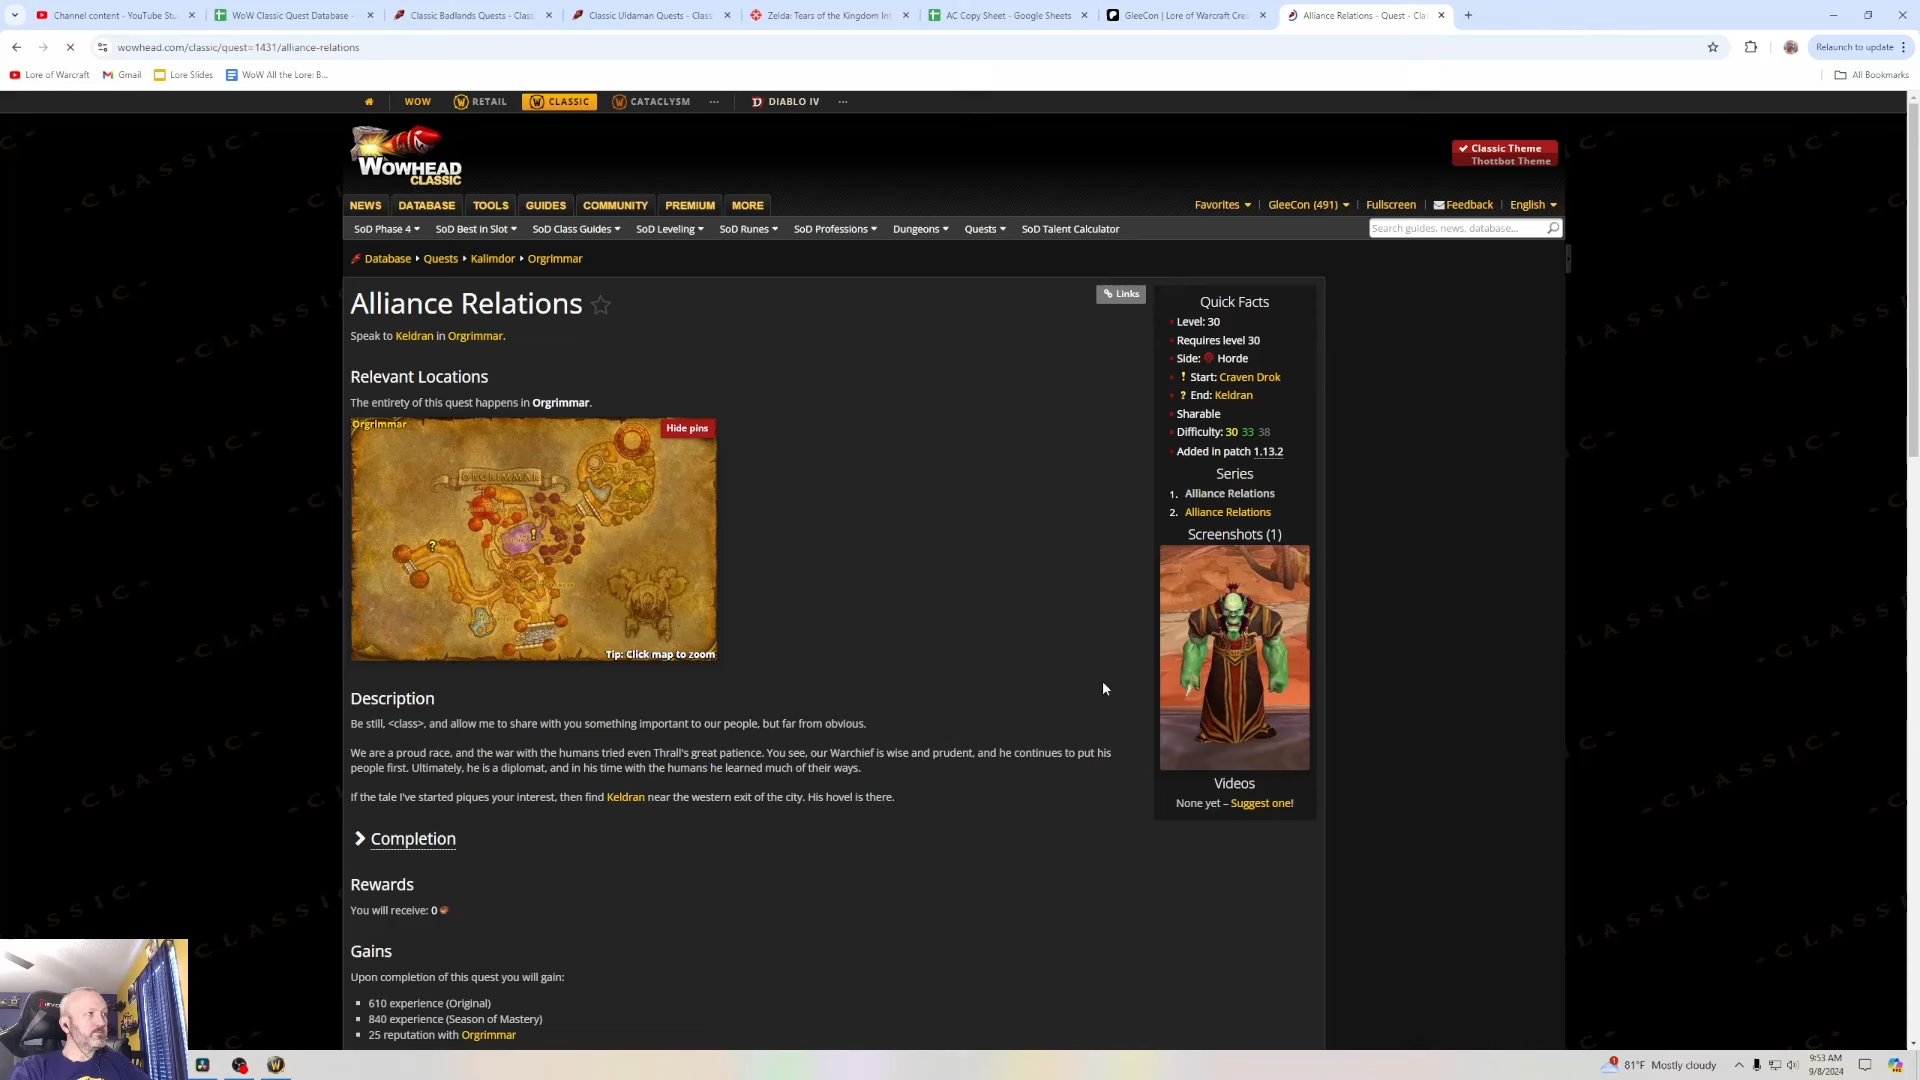 Channel content - YouTube Stu
WoW Classic Quest Database -
Classic Badlands Quests - Class
Classic Uldaman Quests - Class
Zelda: Tears of the Kingdom Int
AC Copy Sheet - Google Sheets
GleeCon | Lore of Warcraft Crea
Alliance Relations - Quest - Cla
wowhead.com/classic/quest=1431/alliance-relations
Relaunch to update
Lore of Warcraft
Gmail
Lore Slides
WoW All the Lore: B...
All Bookmarks
WOW
RETAIL
CLASSIC
CATACLYSM
DIABLO IV
WOWHEAD
CLASSIC
Classic Theme
Thottbot Theme
NEWS DATABASE TOOLS GUIDES COMMUNITY PREMIUM MORE
Favorites | GleeCon (491) | Fullscreen | Feedback | English
SoD Phase 4 SoD Best in Slot SoD Class Guides SoD Leveling SoD Runes SoD Professions Dungeons Quests SoD Talent Calculator
Search guides, news, database...
Database Quests Kalimdor Orgrimmar
Alliance Relations
Links
Speak to Keldran in Orgrimmar.
Relevant Locations
The entirety of this quest happens in Orgrimmar.
Orgrimmar
Hide pins
ORGRIMMAR
Tip: Click map to zoom
Description
Be still, <class>, and allow me to share with you something important to our people, but far from obvious.
We are a proud race, and the war with the humans tried even Thrall's great patience. You see, our Warchief is wise and prudent, and he continues to put his
people first. Ultimately, he is a diplomat, and in his time with the humans he learned much of their ways.
If the tale I've started piques your interest, then find Keldran near the western exit of the city. His hovel is there.
Completion
Rewards
You will receive: 0
Gains
Upon completion of this quest you will gain:
610 experience (Original)
840 experience (Season of Mastery)
25 reputation with Orgrimmar
Quick Facts
Level: 30
Requires level 30
Side: Horde
! Start: Craven Drok
? End: Keldran
Sharable
Difficulty: 30 33 38
Added in patch 1.13.2
Series
1. Alliance Relations
2. Alliance Relations
Screenshots (1)
Videos
None yet – Suggest one!
81°F Mostly cloudy
9:53 AM
9/8/2024